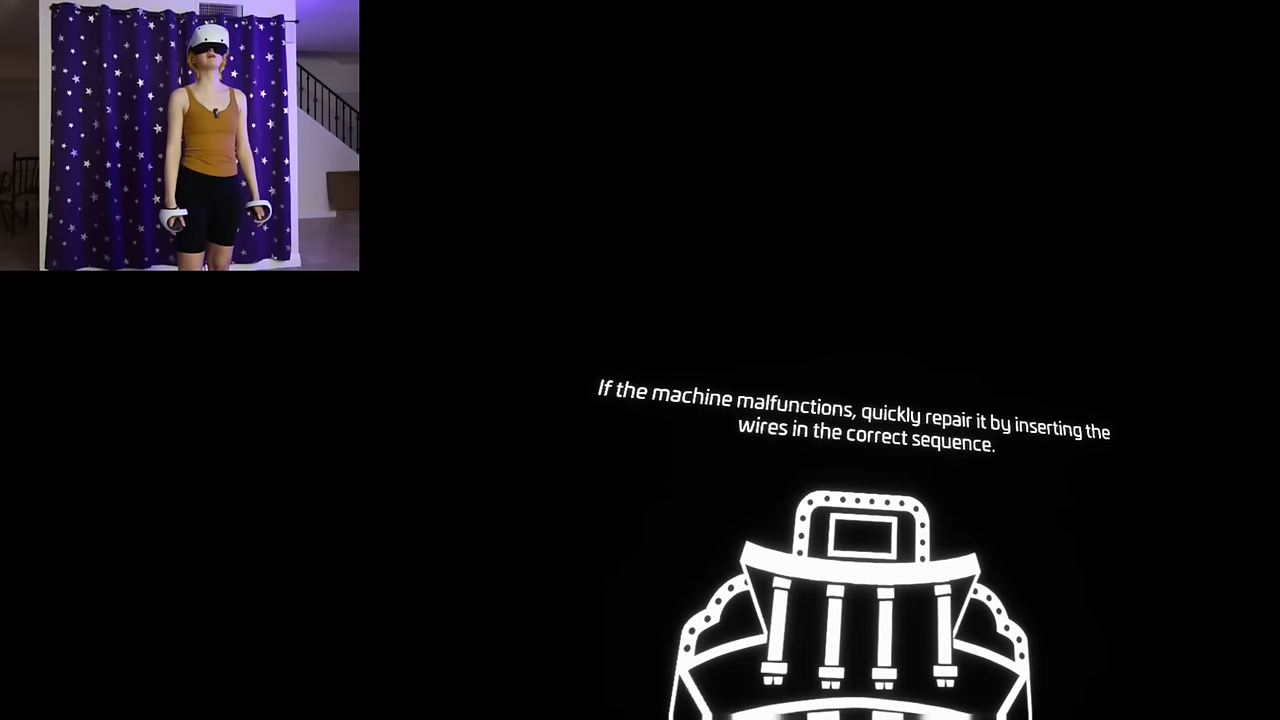 If the machine malfunctions, quickly repair it by inserting the
wires in the correct sequence.